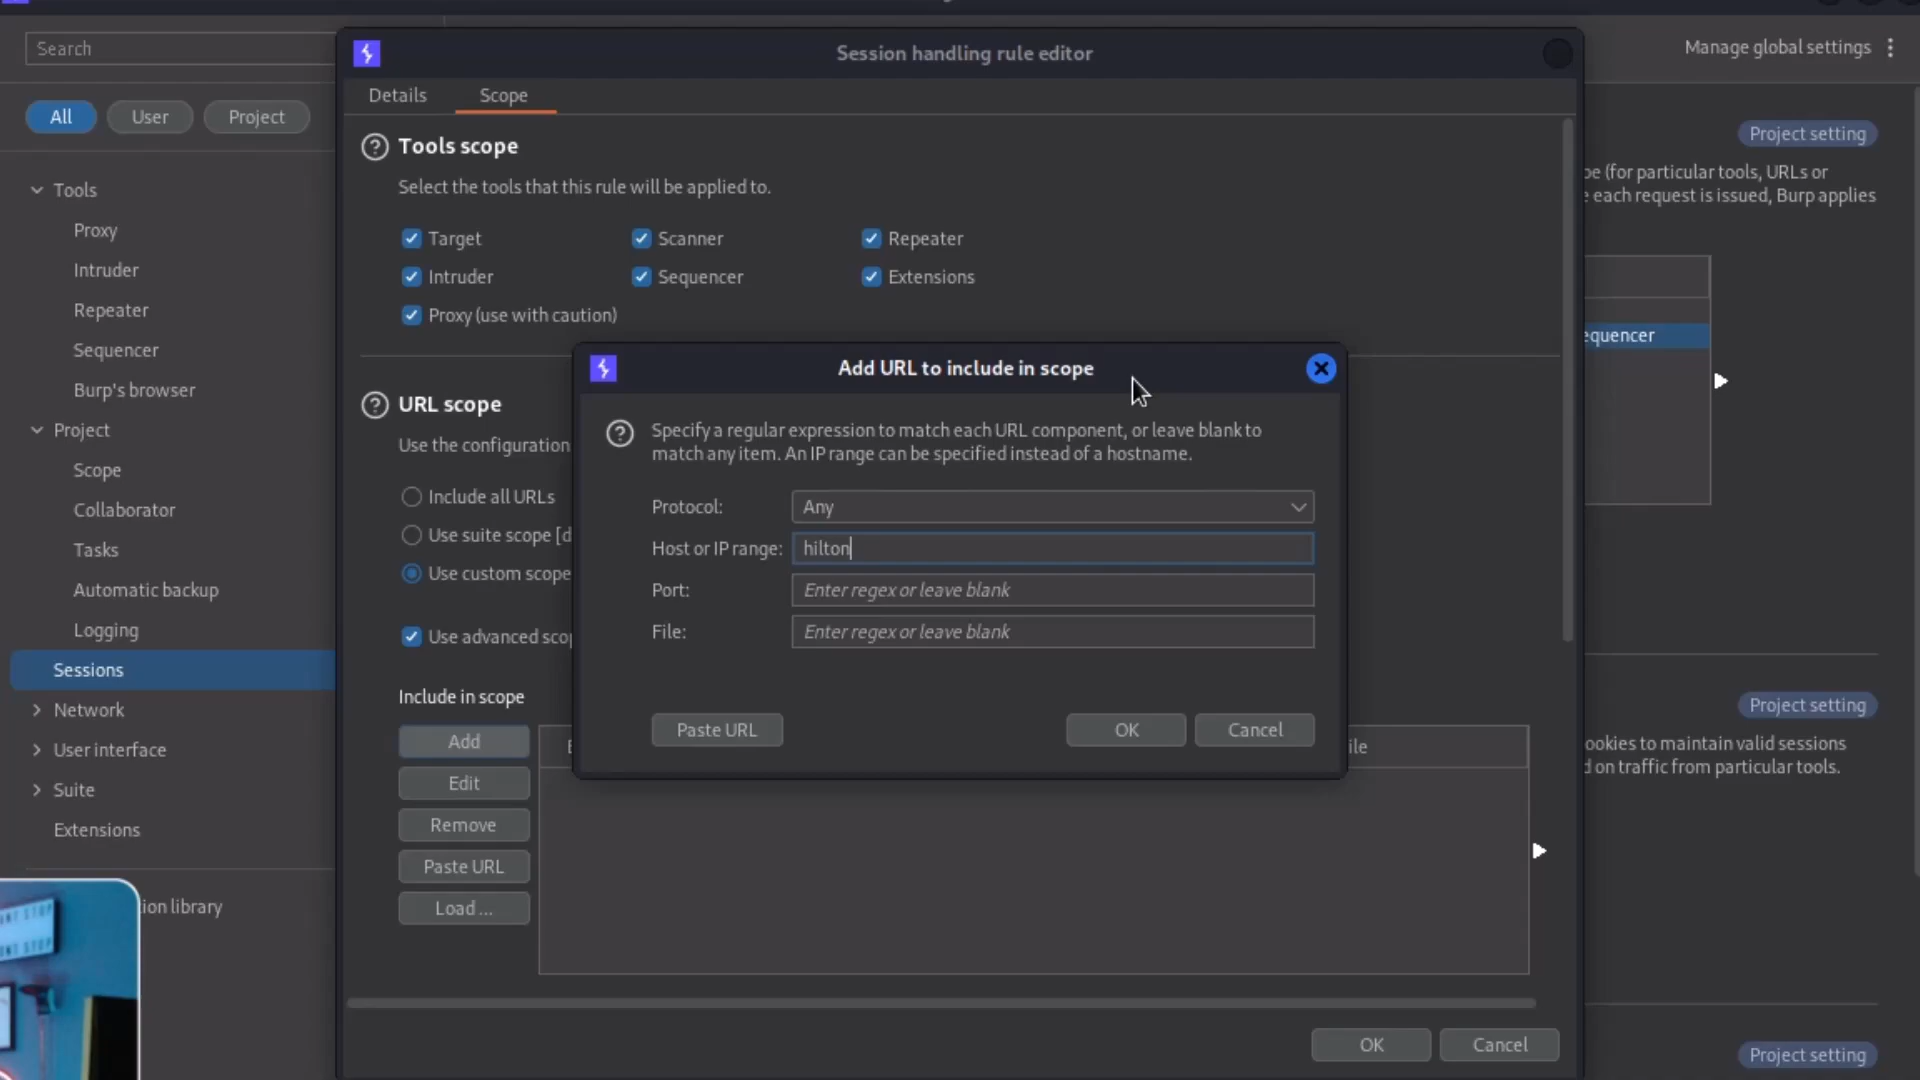 Search
Session handling rule editor
Manage global settings
All
User
Project
Details
Scope
Tools scope
Select the tools that this rule will be applied to.
Target
Scanner
Repeater
Intruder
Sequencer
Extensions
Proxy (use with caution)
Project setting
pe (for particular tools, URLs or
e each request is issued, Burp applies
equencer
Tools
Proxy
Intruder
Repeater
Sequencer
Burp's browser
Project
Scope
Collaborator
Tasks
Automatic backup
Logging
Sessions
Network
User interface
Suite
Extensions
ion library
URL scope
Use the configuration
Include all URLs
Use suite scope [d
Use custom scope
Use advanced scop
Include in scope
Add
Edit
Remove
Paste URL
Load ...
ile
Add URL to include in scope
Specify a regular expression to match each URL component, or leave blank to
match any item. An IP range can be specified instead of a hostname.
Protocol: Any
Host or IP range: hilton
Port: Enter regex or leave blank
File: Enter regex or leave blank
Paste URL
OK
Cancel
Project setting
ookies to maintain valid sessions
d on traffic from particular tools.
OK
Cancel
Project setting